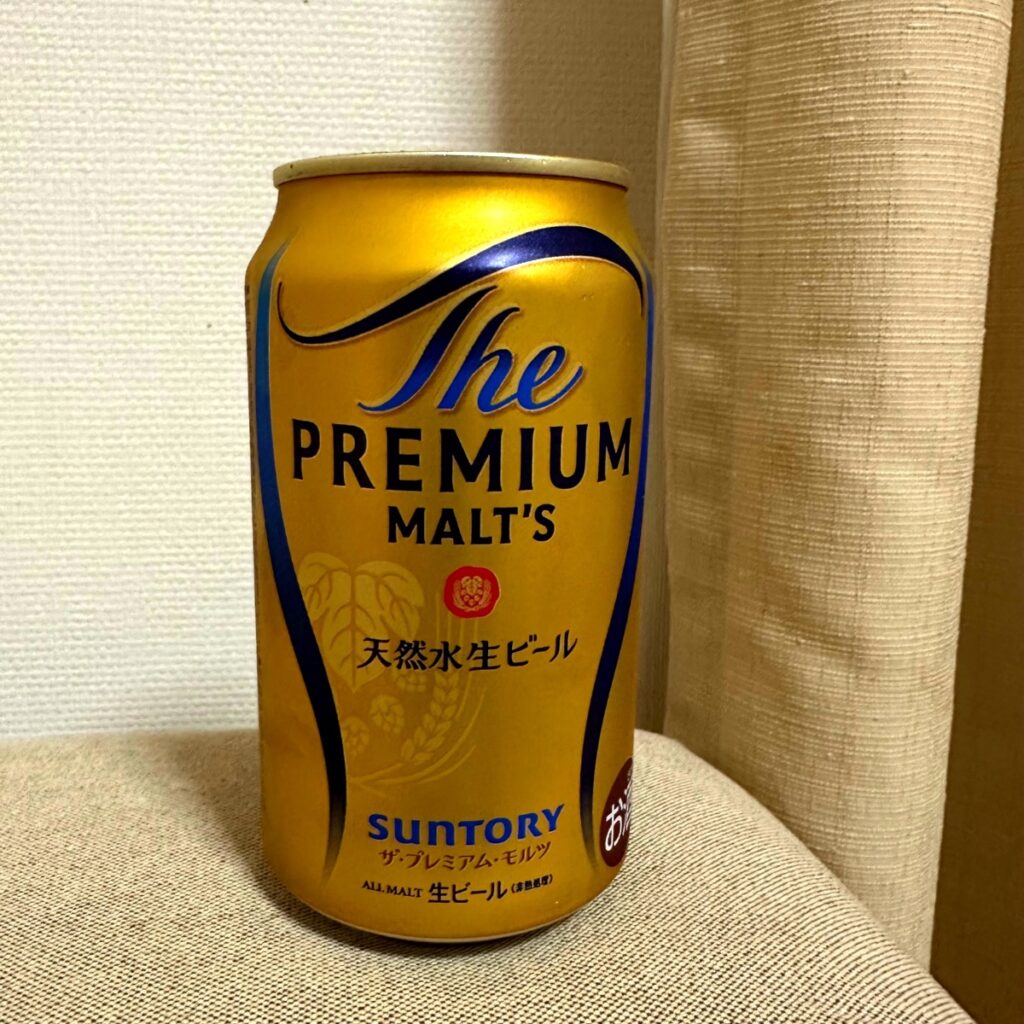 The
PREMIUM
MALT'S
天然水生ビール
SUNTORY
ザ・プレミアム・モルツ
ALL MALT 生ビール(非熱処理)